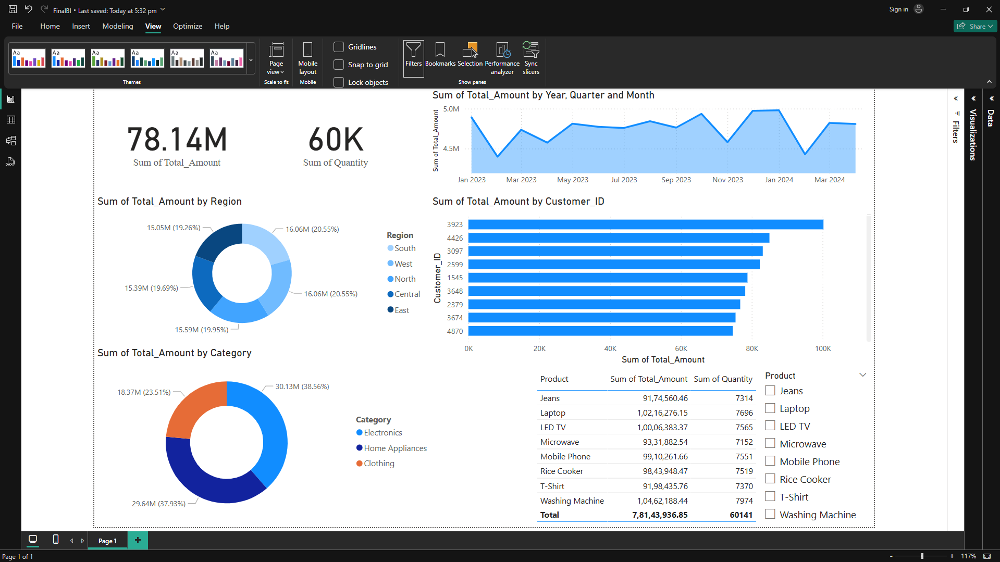 FinalBI • Last saved: Today at 5:32 pm
Sign in
File
Home
Insert
Modeling
View
Optimize
Help
Share
Aa
Aa
Aa
Aa
Aa
Aa
Themes
Page view
Scale to fit
Mobile layout
Mobile
Gridlines
Snap to grid
Lock objects
Filters
Bookmarks
Selection
Performance analyzer
Sync slicers
Show panes
78.14M
Sum of Total_Amount
60K
Sum of Quantity
Sum of Total_Amount by Year, Quarter and Month
Sum of Total_Amount
5.0M
4.5M
Jan 2023
Mar 2023
May 2023
Jul 2023
Sep 2023
Nov 2023
Jan 2024
Mar 2024
Filters
Visualizations
Data
Sum of Total_Amount by Region
15.05M (19.26%)
16.06M (20.55%)
15.39M (19.69%)
16.06M (20.55%)
15.59M (19.95%)
Region
South
West
North
Central
East
Sum of Total_Amount by Customer_ID
Customer_ID
3923
4426
3097
2599
1545
3648
2379
3674
4870
0K
20K
40K
60K
80K
100K
Sum of Total_Amount
Sum of Total_Amount by Category
18.37M (23.51%)
30.13M (38.56%)
29.64M (37.93%)
Category
Electronics
Home Appliances
Clothing
Product Sum of Total_Amount Sum of Quantity
Jeans 91,74,560.46 7314
Laptop 1,02,16,276.15 7696
LED TV 1,00,06,383.37 7565
Microwave 93,31,882.54 7152
Mobile Phone 99,10,261.66 7551
Rice Cooker 98,43,948.47 7519
T-Shirt 91,98,435.76 7370
Washing Machine 1,04,62,188.44 7974
Total 7,81,43,936.85 60141
Product
Jeans
Laptop
LED TV
Microwave
Mobile Phone
Rice Cooker
T-Shirt
Washing Machine
Page 1
+
Page 1 of 1
- + 117%